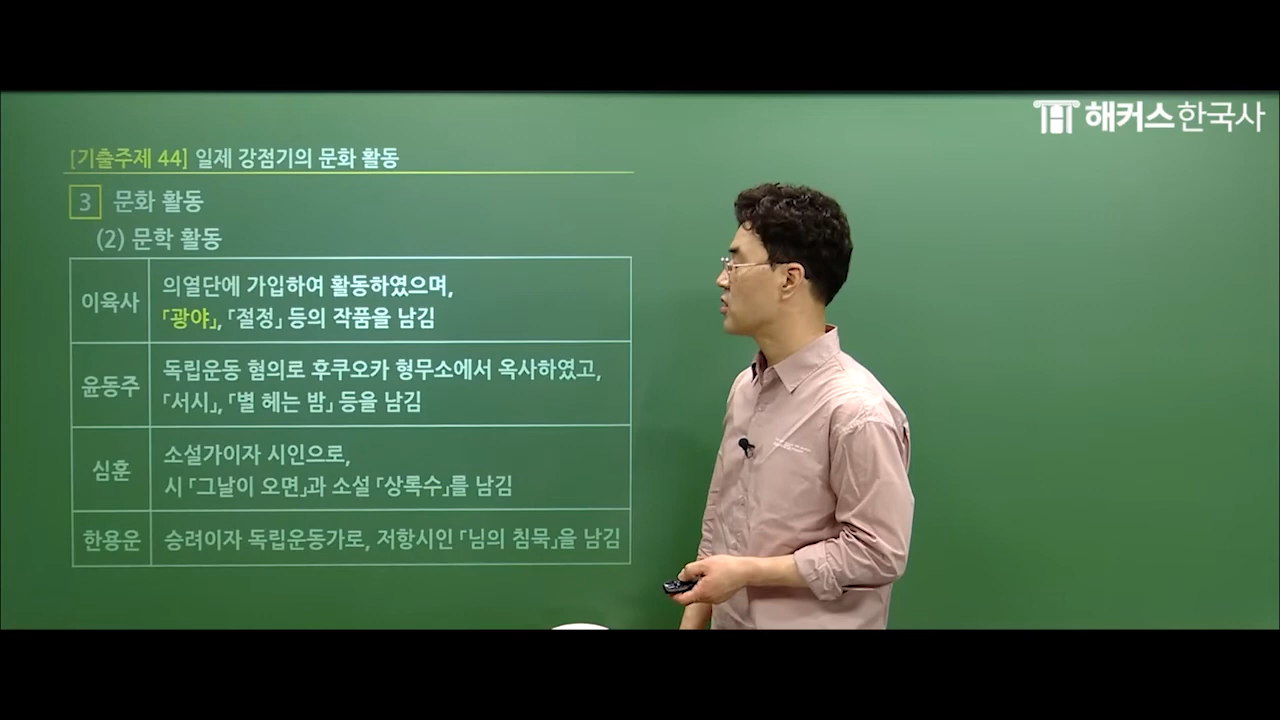 해커스한국사
[기출주제 44] 일제 강점기의 문화 활동
3 문화 활동
(2) 문학 활동
이육사
의열단에 가입하여 활동하였으며,
「광야」, 「절정」 등의 작품을 남김
윤동주
독립운동 혐의로 후쿠오카 형무소에서 옥사하였고,
「서시」, 「별 헤는 밤」 등을 남김
심훈
소설가이자 시인으로,
시 「그날이 오면」과 소설 「상록수」를 남김
한용운
승려이자 독립운동가로, 저항시인 「님의 침묵」을 남김